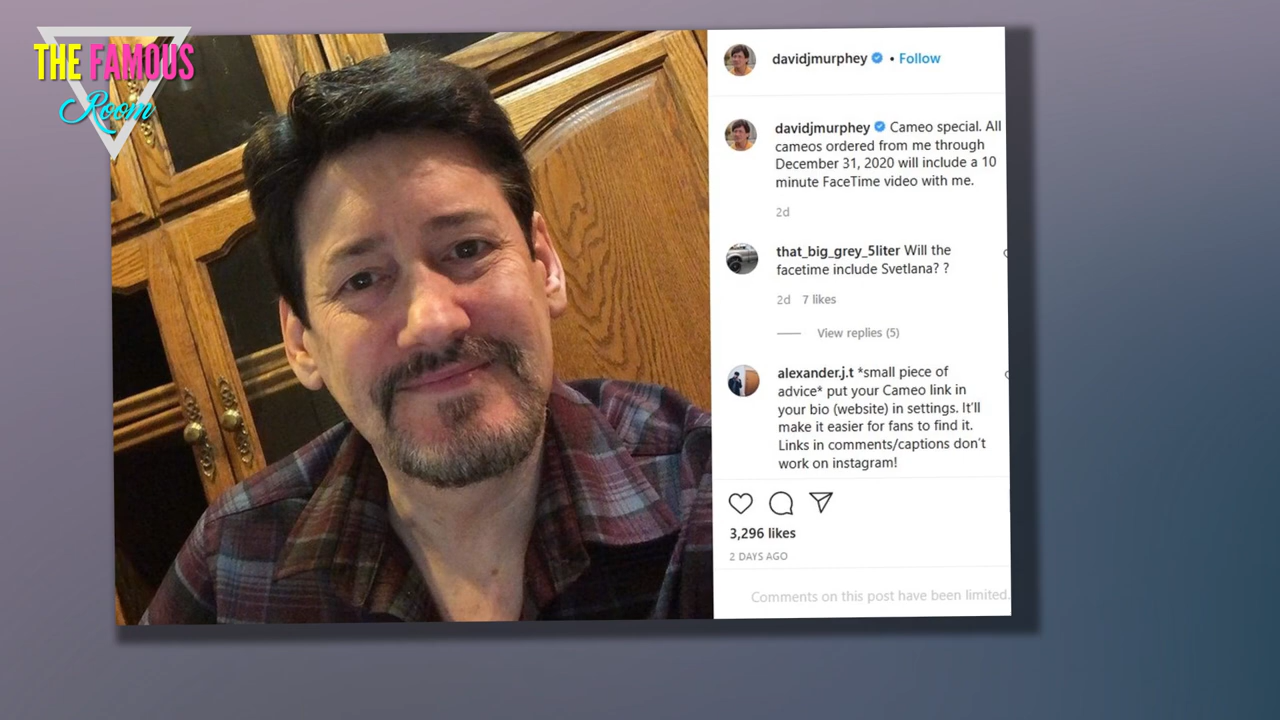 THE FAMOUS
Room
davidjmurphey • Follow
davidjmurphey Cameo special. All
cameos ordered from me through
December 31, 2020 will include a 10
minute FaceTime video with me.
2d
that_big_grey_5liter Will the
facetime include Svetlana? ?
2d 7 likes
View replies (5)
alexander.j.t *small piece of
advice* put your Cameo link in
your bio (website) in settings. It'll
make it easier for fans to find it.
Links in comments/captions don't
work on instagram!
3,296 likes
2 DAYS AGO
Comments on this post have been limited.